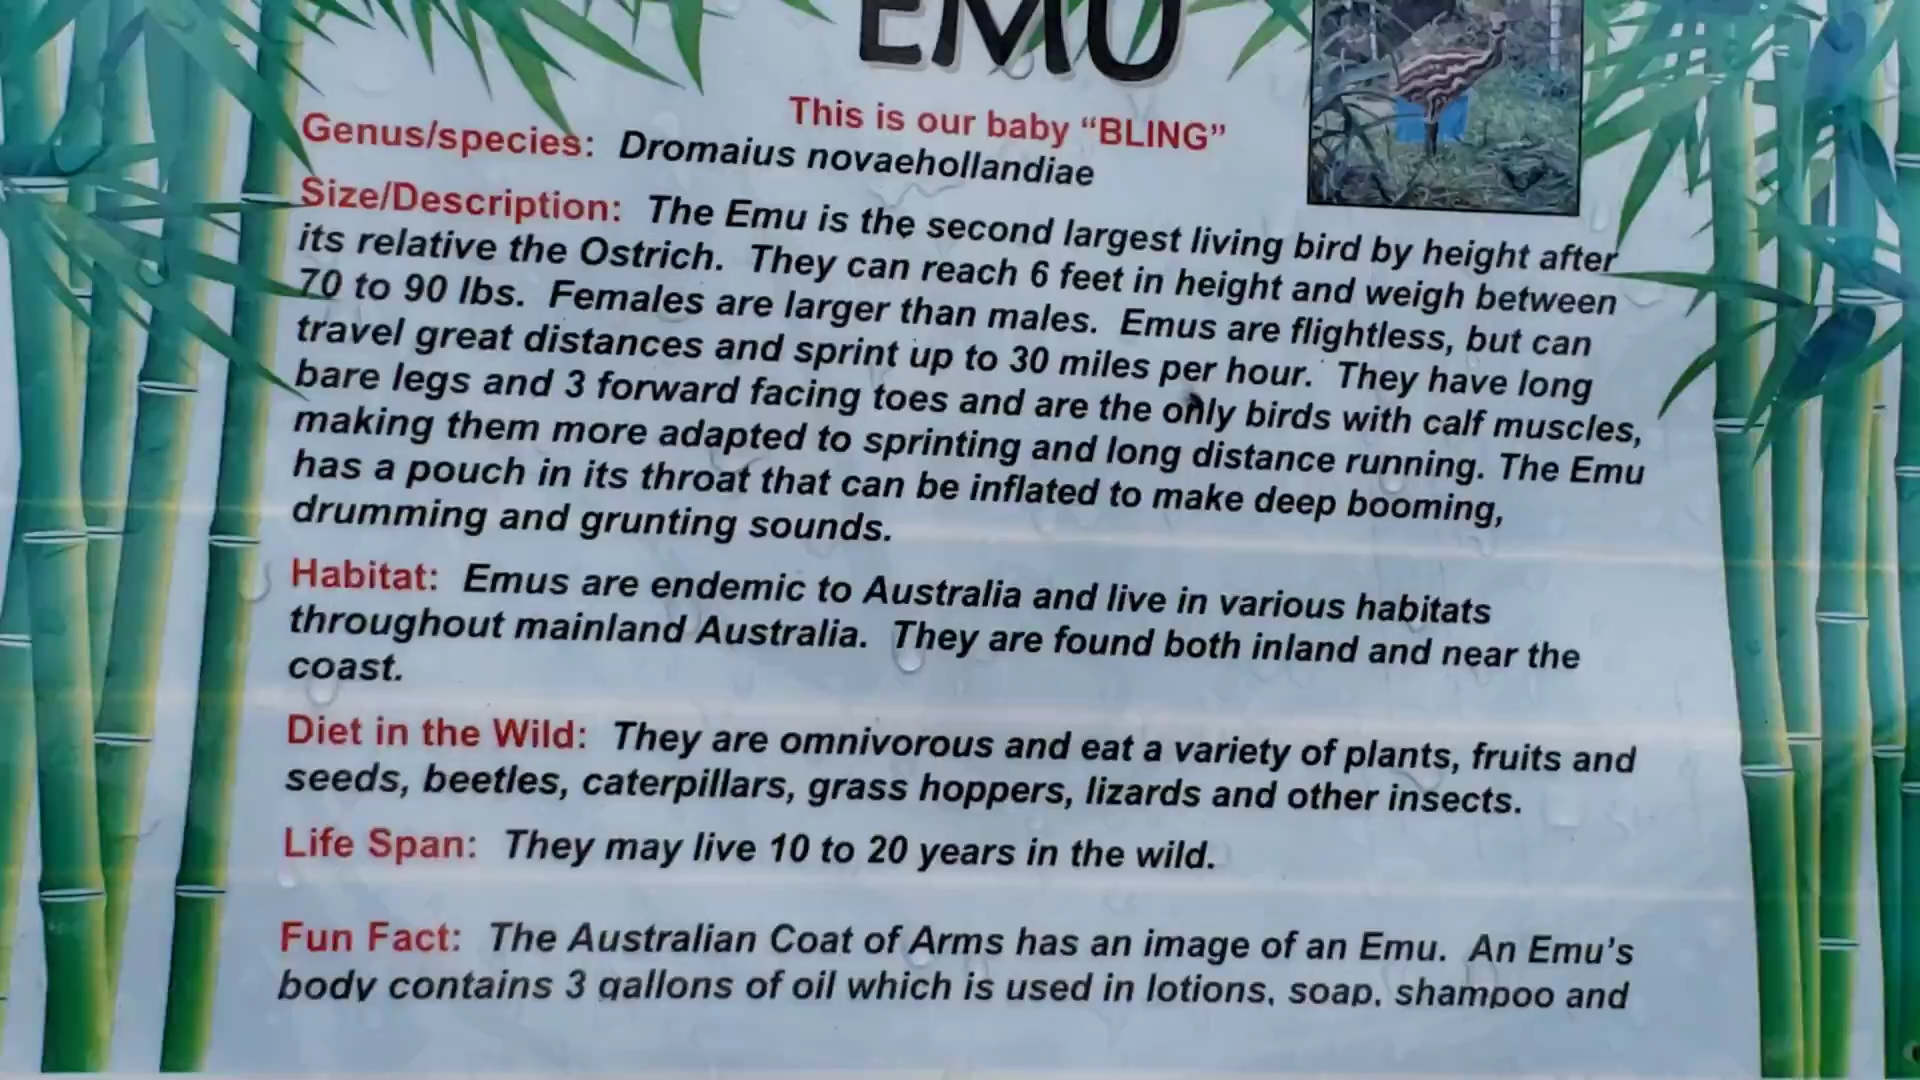 EMU
This is our baby “BLING”
Genus/species: Dromaius novaehollandiae
Size/Description: The Emu is the second largest living bird by height after
its relative the Ostrich. They can reach 6 feet in height and weigh between
70 to 90 lbs. Females are larger than males. Emus are flightless, but can
travel great distances and sprint up to 30 miles per hour. They have long
bare legs and 3 forward facing toes and are the only birds with calf muscles,
making them more adapted to sprinting and long distance running. The Emu
has a pouch in its throat that can be inflated to make deep booming,
drumming and grunting sounds.
Habitat: Emus are endemic to Australia and live in various habitats
throughout mainland Australia. They are found both inland and near the
coast.
Diet in the Wild: They are omnivorous and eat a variety of plants, fruits and
seeds, beetles, caterpillars, grass hoppers, lizards and other insects.
Life Span: They may live 10 to 20 years in the wild.
Fun Fact: The Australian Coat of Arms has an image of an Emu. An Emu’s
body contains 3 gallons of oil which is used in lotions, soap, shampoo and